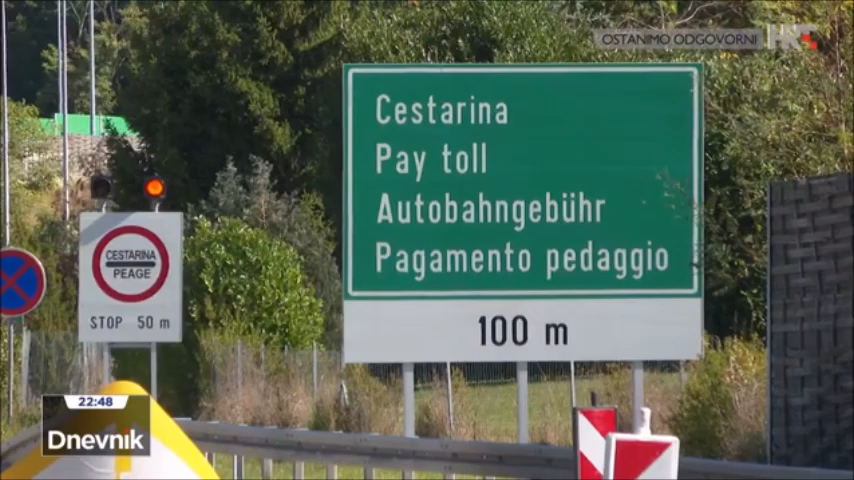 OSTANIMO ODGOVORNI HRT
Cestarina
Pay toll
Autobahngebühr
Pagamento pedaggio
100 m
CESTARINA
PEAGE
STOP 50 m
22:48
Dnevnik